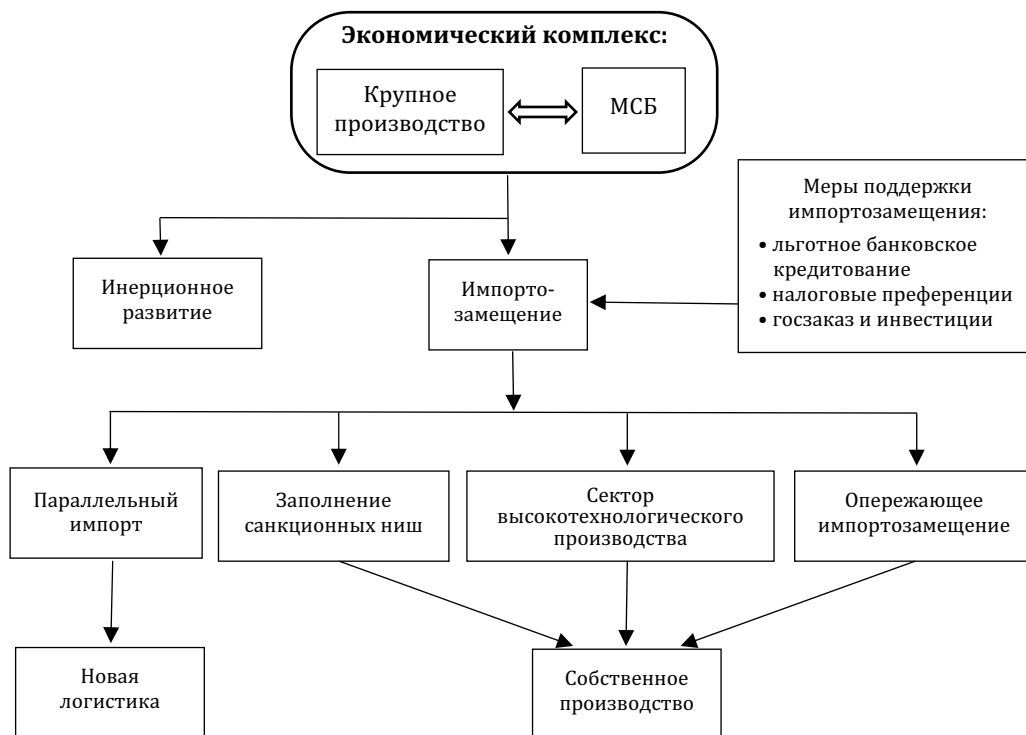 Экономический комплекс:
Крупное
производство
МСБ
Меры поддержки
импортозамещения:
• льготное банковское
кредитование
• налоговые преференции
• госзаказ и инвестиции
Инерционное
развитие
Импорто-
замещение
Параллельный
импорт
Заполнение
санкционных ниш
Сектор
высокотехнологического
производства
Опережающее
импортозамещение
Новая
логистика
Собственное
производство